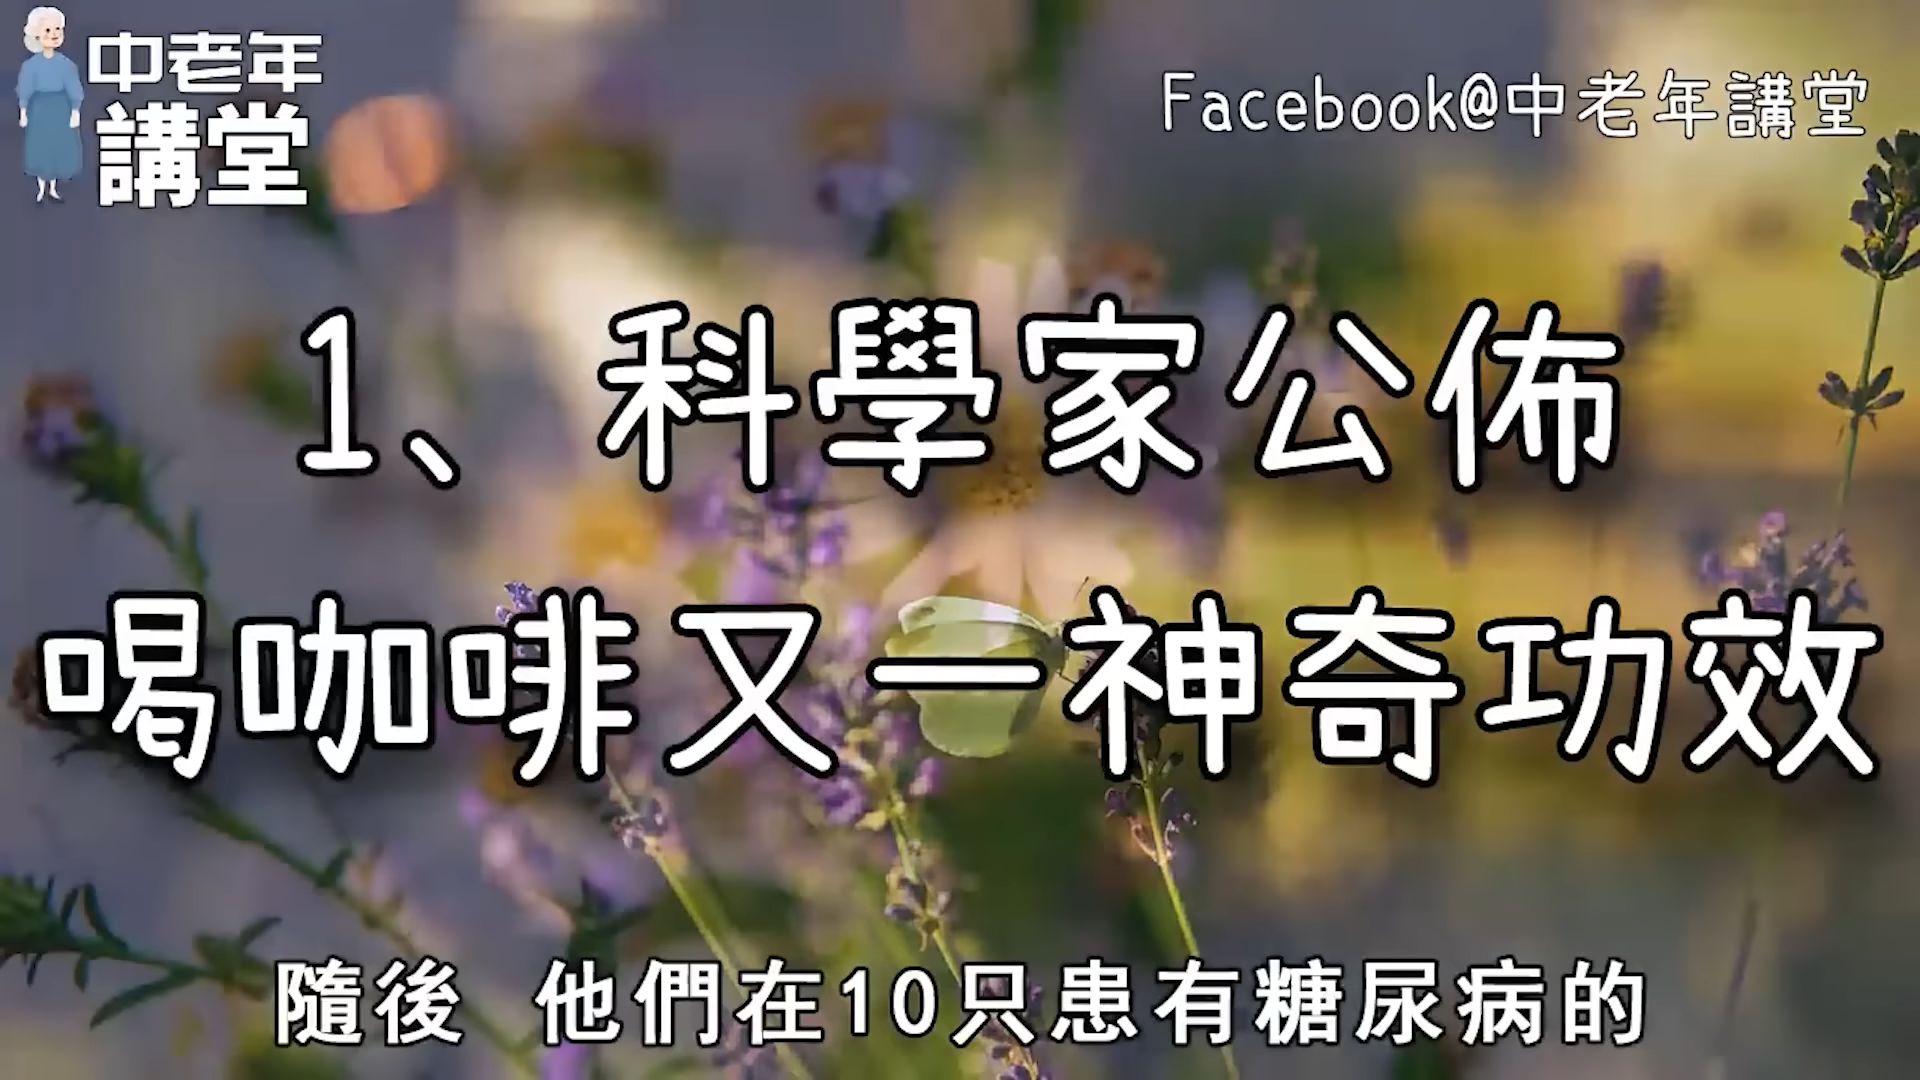 中老年
講堂
Facebook@中老年講堂
1、科學家公佈
喝咖啡又一神奇功效
隨後 他們在10只患有糖尿病的